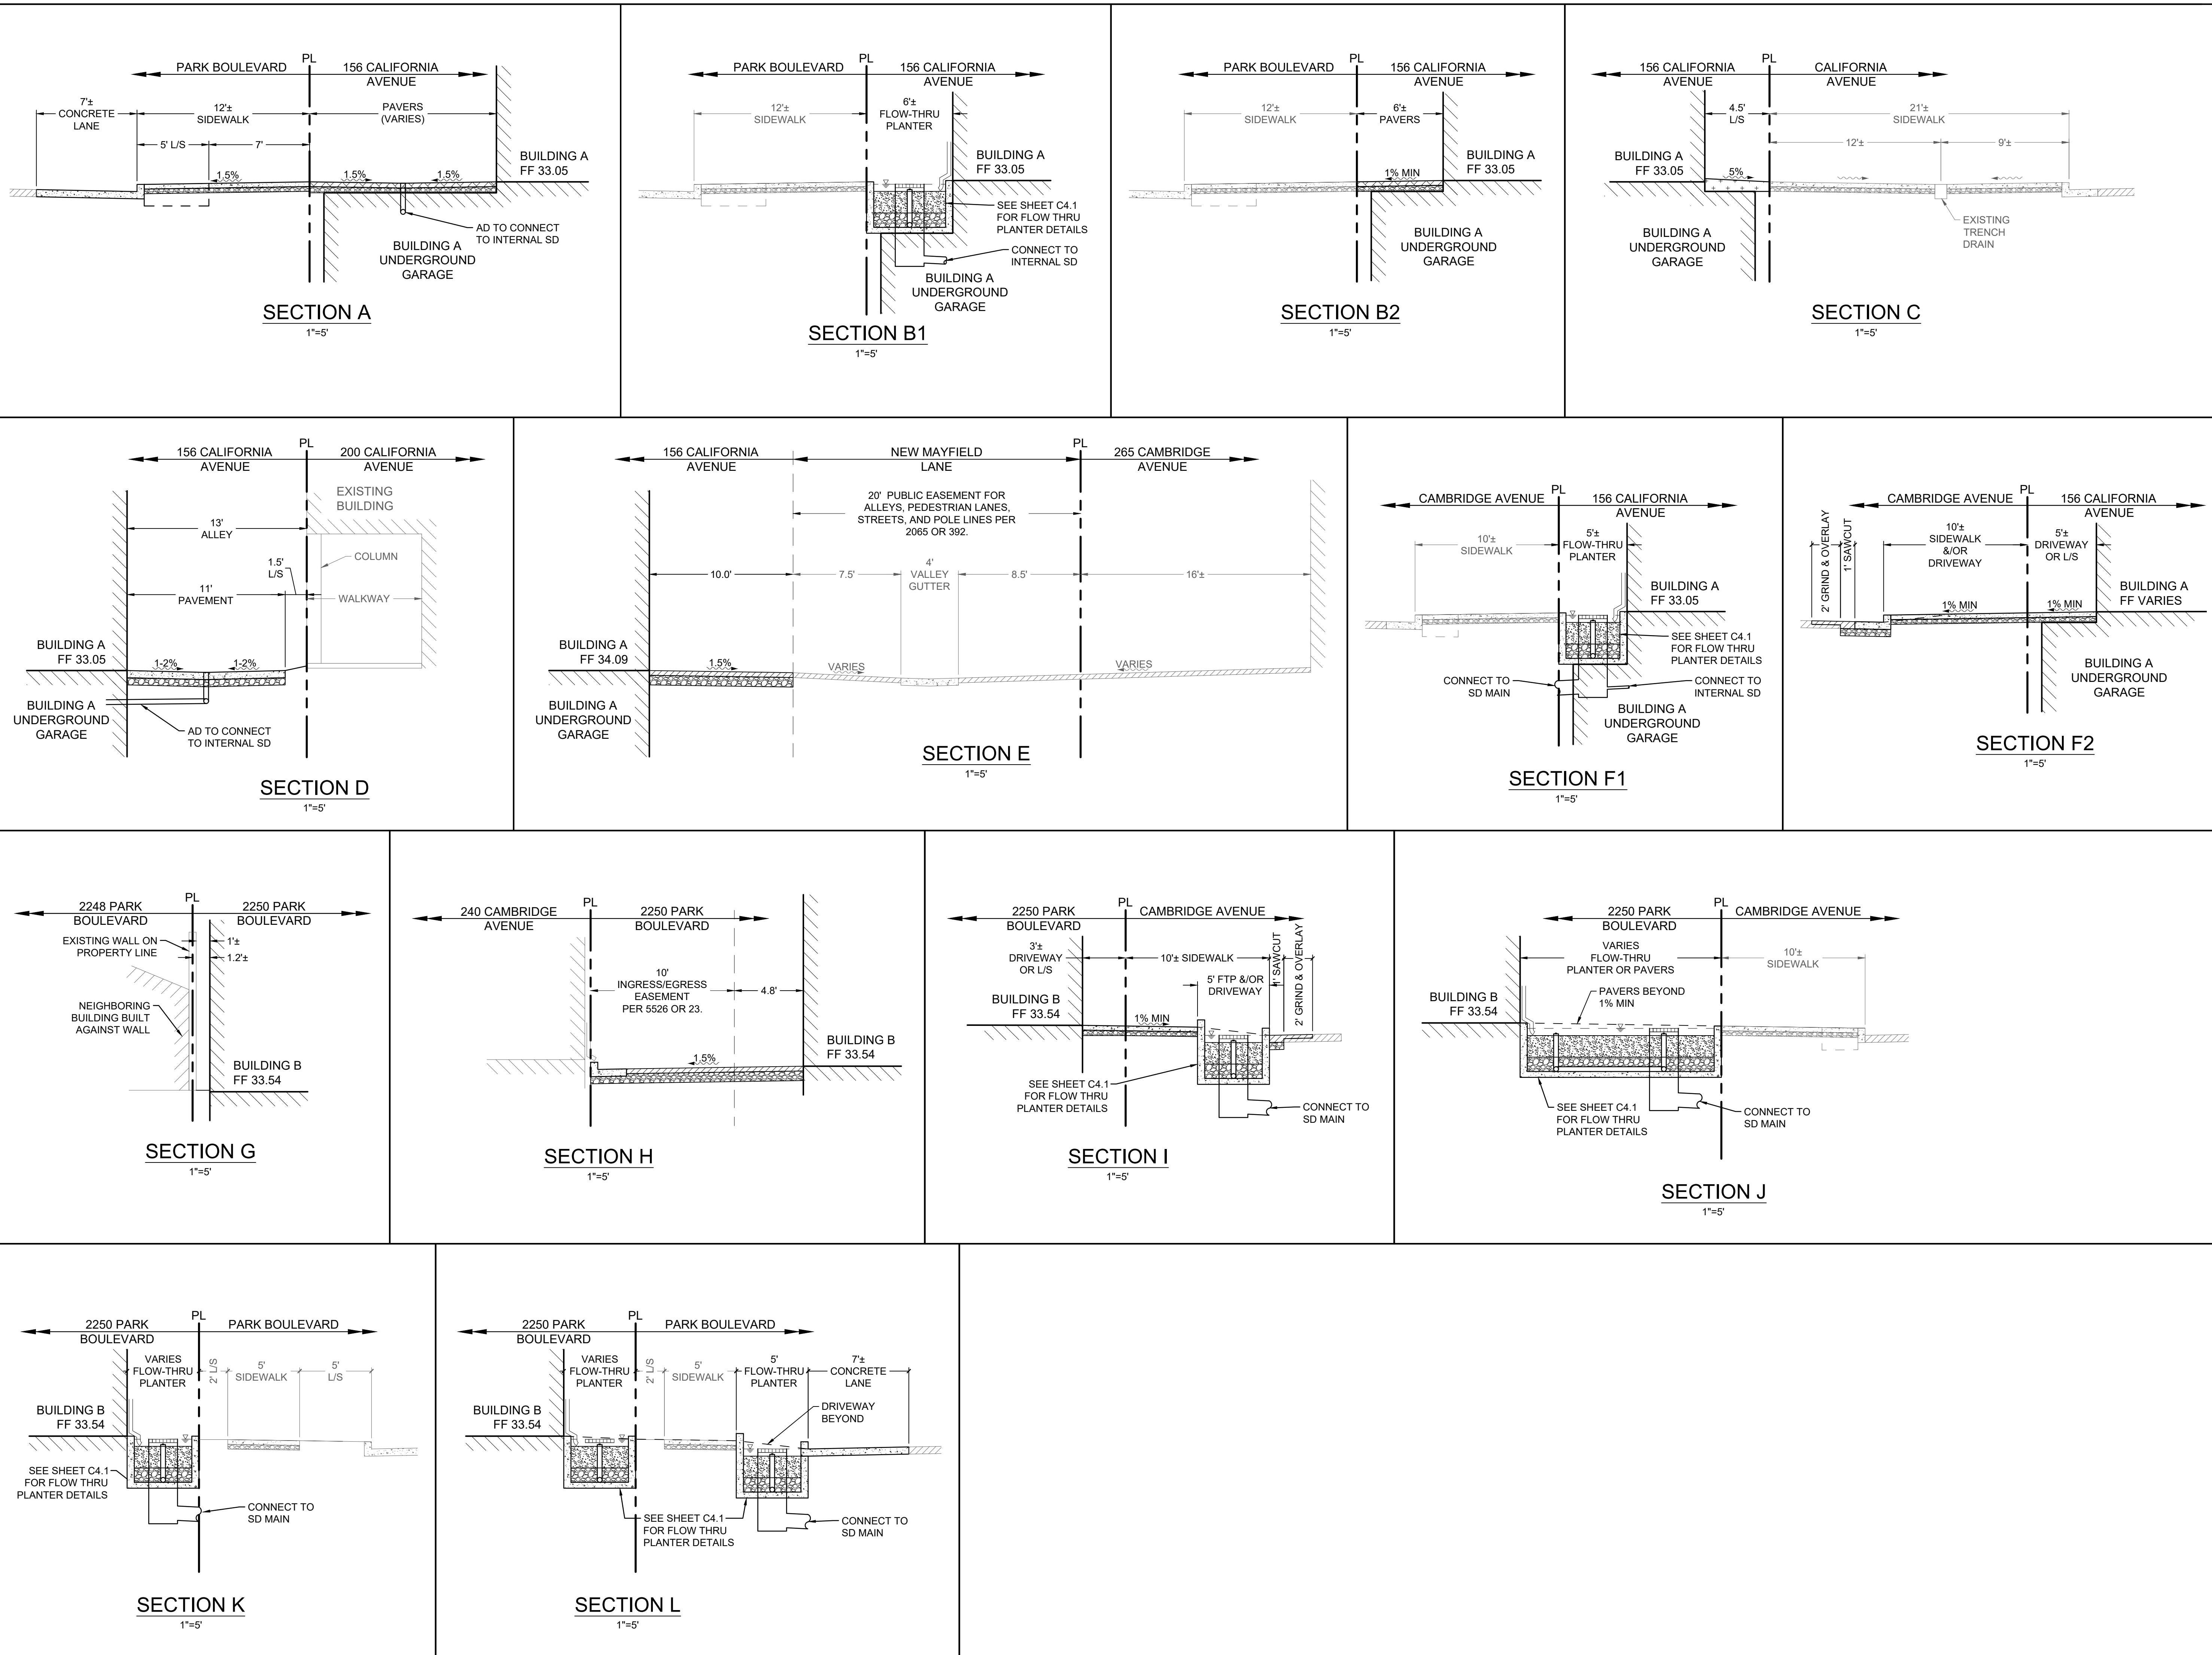 PARK BOULEVARD
PL
156 CALIFORNIA
AVENUE
7'±
CONCRETE
LANE
12'±
SIDEWALK
PAVERS
(VARIES)
5' L/S
7'
1.5%
1.5%
1.5%
BUILDING A
FF 33.05
AD TO CONNECT
TO INTERNAL SD
BUILDING A
UNDERGROUND
GARAGE
SECTION A
1"=5'
PARK BOULEVARD
PL
156 CALIFORNIA
AVENUE
12'±
SIDEWALK
6'±
FLOW-THRU
PLANTER
BUILDING A
FF 33.05
SEE SHEET C4.1
FOR FLOW THRU
PLANTER DETAILS
CONNECT TO
INTERNAL SD
BUILDING A
UNDERGROUND
GARAGE
SECTION B1
1"=5'
PARK BOULEVARD
PL
156 CALIFORNIA
AVENUE
12'±
SIDEWALK
6'±
PAVERS
1% MIN
BUILDING A
FF 33.05
BUILDING A
UNDERGROUND
GARAGE
SECTION B2
1"=5'
156 CALIFORNIA
AVENUE
PL
CALIFORNIA
AVENUE
4.5'
L/S
21'±
SIDEWALK
12'±
9'±
BUILDING A
FF 33.05
5%
EXISTING
TRENCH
DRAIN
BUILDING A
UNDERGROUND
GARAGE
SECTION C
1"=5'
156 CALIFORNIA
AVENUE
PL
200 CALIFORNIA
AVENUE
EXISTING
BUILDING
13'
ALLEY
COLUMN
1.5'
L/S
11'
PAVEMENT
WALKWAY
BUILDING A
FF 33.05
1-2%
1-2%
BUILDING A
UNDERGROUND
GARAGE
AD TO CONNECT
TO INTERNAL SD
SECTION D
1"=5'
156 CALIFORNIA
AVENUE
NEW MAYFIELD
LANE
PL
265 CAMBRIDGE
AVENUE
20' PUBLIC EASEMENT FOR
ALLEYS, PEDESTRIAN LANES,
STREETS, AND POLE LINES PER
2065 OR 392.
10.0'
7.5'
4'
VALLEY
GUTTER
8.5'
16'±
BUILDING A
FF 34.09
1.5%
VARIES
VARIES
BUILDING A
UNDERGROUND
GARAGE
SECTION E
1"=5'
CAMBRIDGE AVENUE
PL
156 CALIFORNIA
AVENUE
10'±
SIDEWALK
5'±
FLOW-THRU
PLANTER
BUILDING A
FF 33.05
SEE SHEET C4.1
FOR FLOW THRU
PLANTER DETAILS
CONNECT TO
SD MAIN
CONNECT TO
INTERNAL SD
BUILDING A
UNDERGROUND
GARAGE
SECTION F1
1"=5'
CAMBRIDGE AVENUE
PL
156 CALIFORNIA
AVENUE
2' GRIND & OVERLAY
1' SAWCUT
10'±
SIDEWALK
&/OR
DRIVEWAY
5'±
DRIVEWAY
OR L/S
1% MIN
1% MIN
BUILDING A
FF VARIES
BUILDING A
UNDERGROUND
GARAGE
SECTION F2
1"=5'
2248 PARK
BOULEVARD
PL
2250 PARK
BOULEVARD
EXISTING WALL ON
PROPERTY LINE
1'±
1.2'±
NEIGHBORING
BUILDING BUILT
AGAINST WALL
BUILDING B
FF 33.54
SECTION G
1"=5'
240 CAMBRIDGE
AVENUE
PL
2250 PARK
BOULEVARD
10'
INGRESS/EGRESS
EASEMENT
PER 5526 OR 23.
4.8'
1.5%
BUILDING B
FF 33.54
SECTION H
1"=5'
2250 PARK
BOULEVARD
PL
CAMBRIDGE AVENUE
3'±
DRIVEWAY
OR L/S
10'± SIDEWALK
1' SAWCUT
2' GRIND & OVERLAY
5' FTP &/OR
DRIVEWAY
BUILDING B
FF 33.54
1% MIN
SEE SHEET C4.1
FOR FLOW THRU
PLANTER DETAILS
CONNECT TO
SD MAIN
SECTION I
1"=5'
2250 PARK
BOULEVARD
PL
CAMBRIDGE AVENUE
VARIES
FLOW-THRU
PLANTER OR PAVERS
10'±
SIDEWALK
BUILDING B
FF 33.54
PAVERS BEYOND
1% MIN
SEE SHEET C4.1
FOR FLOW THRU
PLANTER DETAILS
CONNECT TO
SD MAIN
SECTION J
1"=5'
2250 PARK
BOULEVARD
PL
PARK BOULEVARD
VARIES
FLOW-THRU
PLANTER
2' L/S
5'
SIDEWALK
5'
L/S
BUILDING B
FF 33.54
SEE SHEET C4.1
FOR FLOW THRU
PLANTER DETAILS
CONNECT TO
SD MAIN
SECTION K
1"=5'
2250 PARK
BOULEVARD
PL
PARK BOULEVARD
VARIES
FLOW-THRU
PLANTER
2' L/S
5'
SIDEWALK
5'
FLOW-THRU
PLANTER
7'±
CONCRETE
LANE
BUILDING B
FF 33.54
DRIVEWAY
BEYOND
SEE SHEET C4.1
FOR FLOW THRU
PLANTER DETAILS
CONNECT TO
SD MAIN
SECTION L
1"=5'